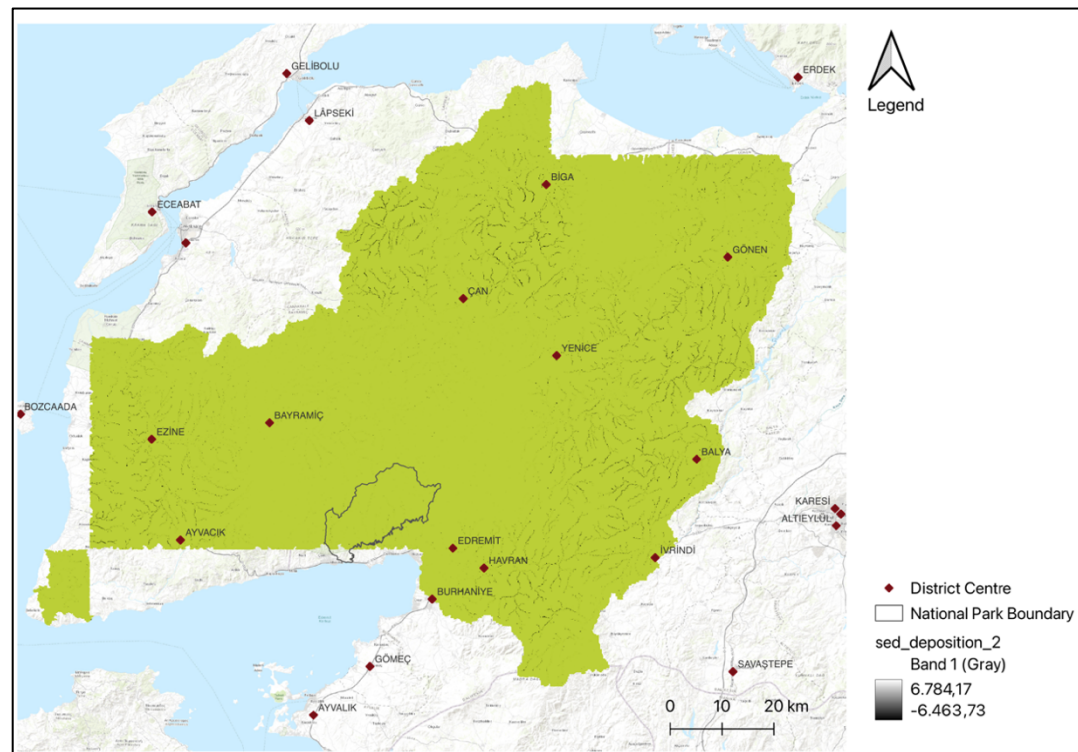 GELİBOLU
ERDEK
Legend
LÂPSEKİ
BİGA
ECEABAT
GÖNEN
ÇAN
YENİCE
BOZCAADA
BAYRAMİÇ
EZİNE
BALYA
KARESİ
ALTIEYLÜL
AYVACIK
EDREMİT
İVRİNDİ
HAVRAN
BURHANİYE
District Centre
National Park Boundary
sed_deposition_2
Band 1 (Gray)
6.784,17
-6.463,73
GÖMEÇ
SAVAŞTEPE
0 10 20 km
AYVALIK